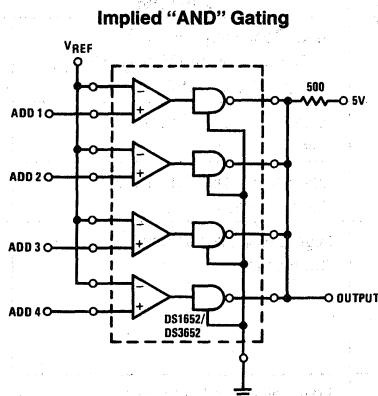 Implied “AND” Gating
VREF
500
5V
ADD 1
ADD 2
ADD 3
ADD 4
DS1652/
DS3652
OUTPUT